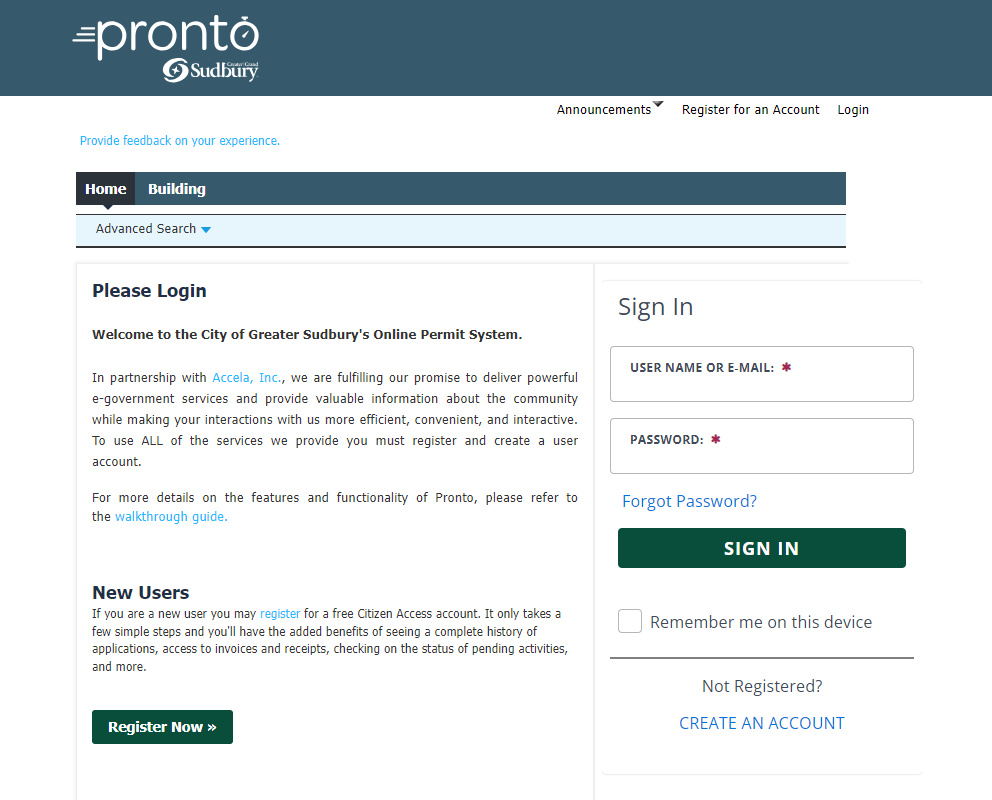 pronto
Greater Grand
Sudbury
Announcements Register for an Account Login
Provide feedback on your experience.
Home Building
Advanced Search
Please Login
Welcome to the City of Greater Sudbury's Online Permit System.
In partnership with Accela, Inc., we are fulfilling our promise to deliver powerful
e-government services and provide valuable information about the community
while making your interactions with us more efficient, convenient, and interactive.
To use ALL of the services we provide you must register and create a user
account.
For more details on the features and functionality of Pronto, please refer to
the walkthrough guide.
New Users
If you are a new user you may register for a free Citizen Access account. It only takes a
few simple steps and you'll have the added benefits of seeing a complete history of
applications, access to invoices and receipts, checking on the status of pending activities,
and more.
Register Now »
Sign In
USER NAME OR E-MAIL: *
PASSWORD: *
Forgot Password?
SIGN IN
Remember me on this device
Not Registered?
CREATE AN ACCOUNT